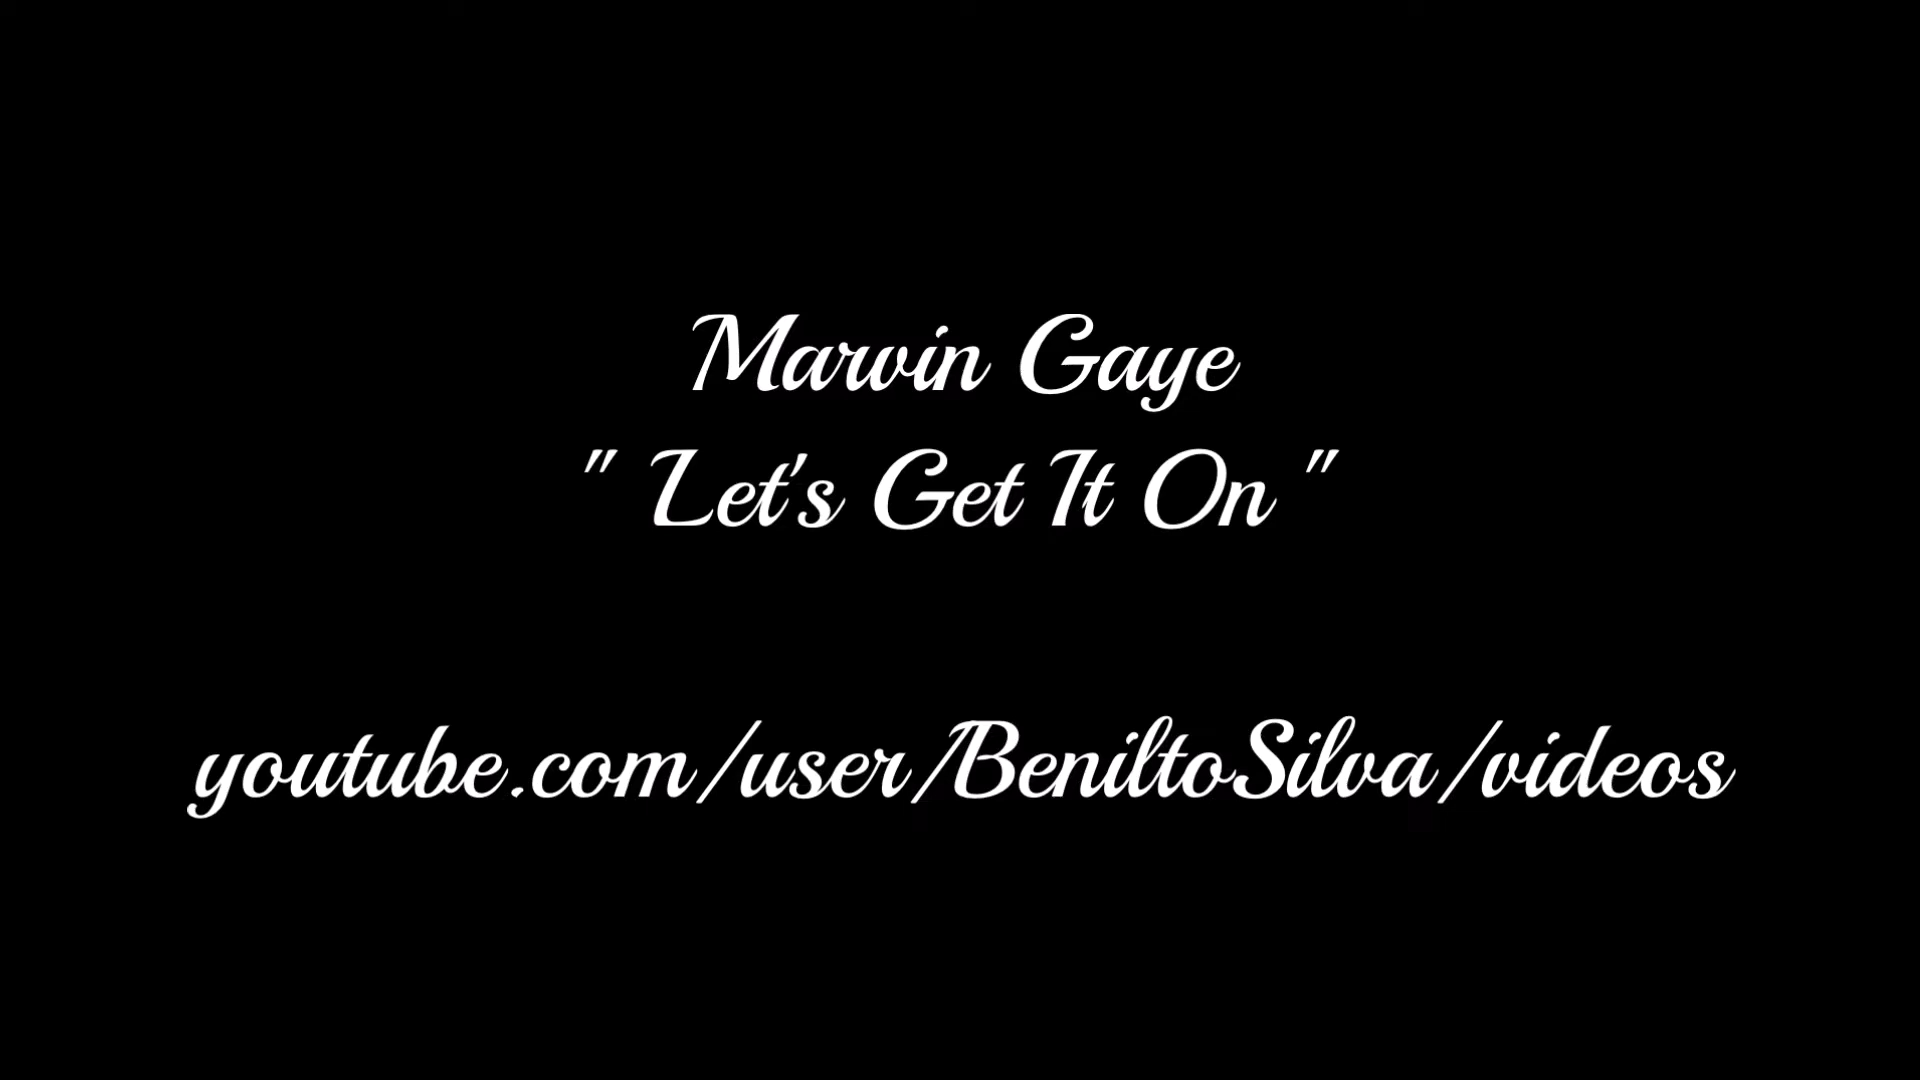 Marvin Gaye
" Let's Get It On "
youtube.com/user/BeniltoSilva/videos